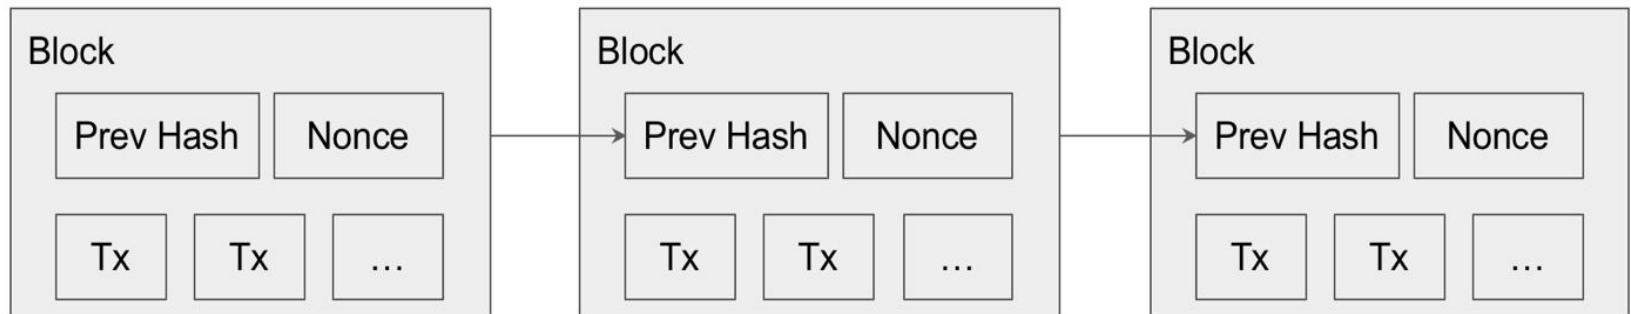 Block Block Block
Prev Hash Nonce Prev Hash Nonce Prev Hash Nonce
Tx Tx ... Tx Tx ... Tx Tx ...